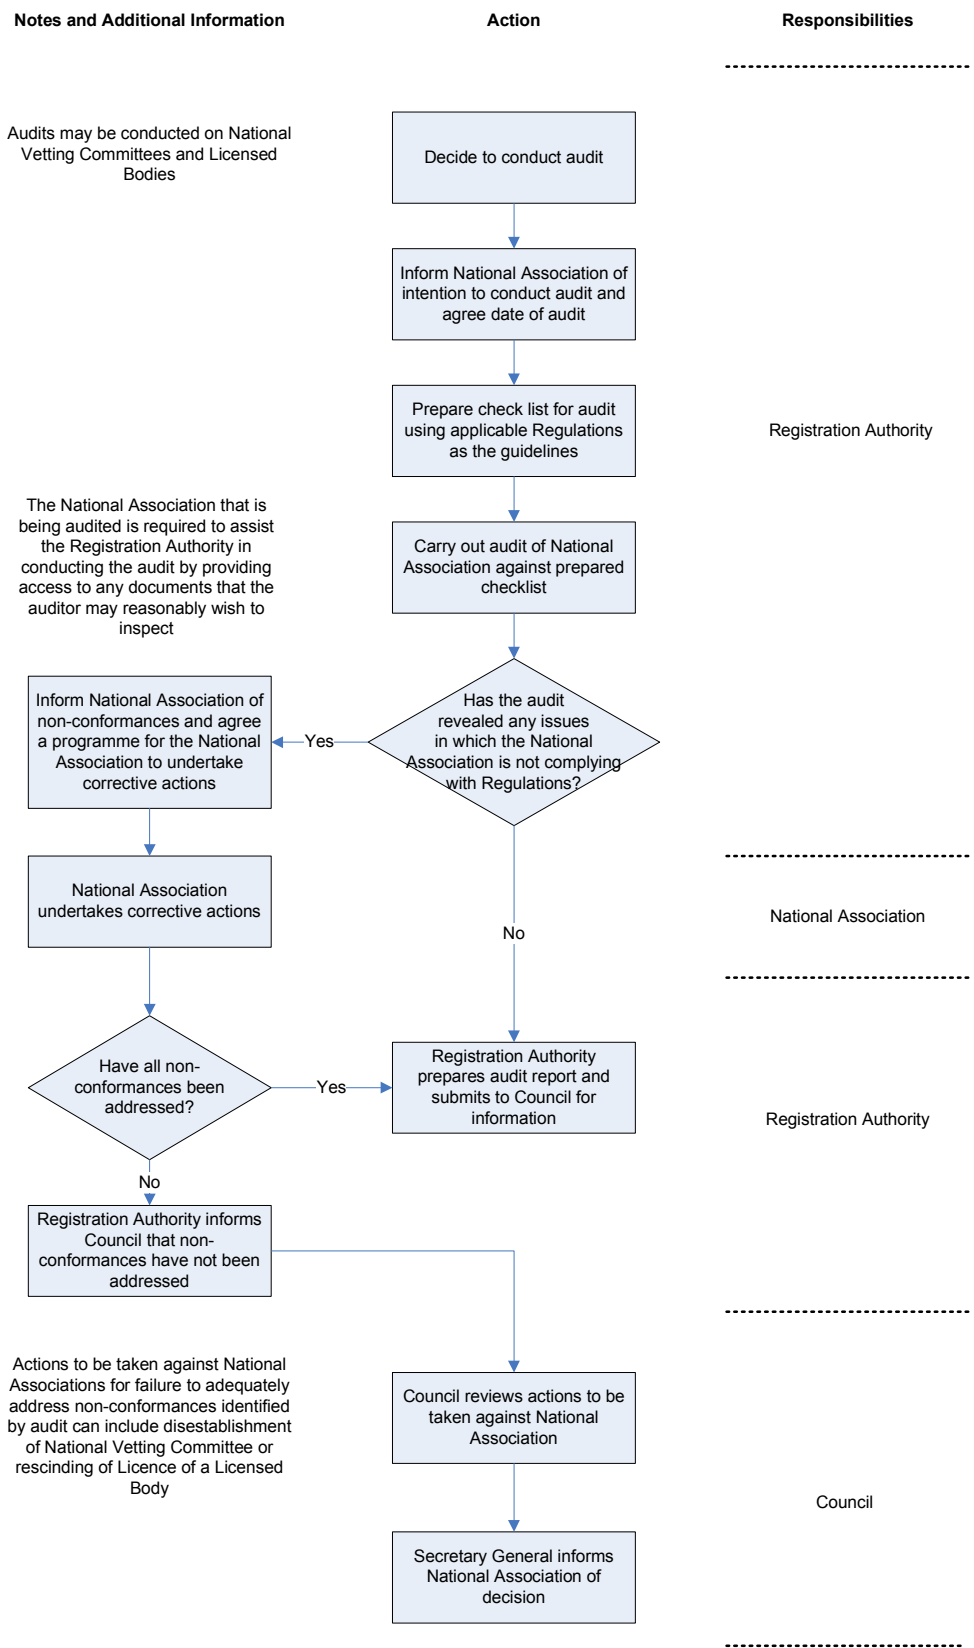 Notes and Additional Information
Action
Responsibilities
Audits may be conducted on National
Vetting Committees and Licensed
Bodies
Decide to conduct audit
Inform National Association of
intention to conduct audit and
agree date of audit
Prepare check list for audit
using applicable Regulations
as the guidelines
Registration Authority
The National Association that is
being audited is required to assist
the Registration Authority in
conducting the audit by providing
access to any documents that the
auditor may reasonably wish to
inspect
Carry out audit of National
Association against prepared
checklist
Has the audit
revealed any issues
in which the National
Association is not complying
with Regulations?
Yes
Inform National Association of
non-conformances and agree
a programme for the National
Association to undertake
corrective actions
National Association
undertakes corrective actions
National Association
No
Have all non-
conformances been
addressed?
Yes
Registration Authority
prepares audit report and
submits to Council for
information
Registration Authority
No
Registration Authority informs
Council that non-
conformances have not been
addressed
Actions to be taken against National
Associations for failure to adequately
address non-conformances identified
by audit can include disestablishment
of National Vetting Committee or
rescinding of Licence of a Licensed
Body
Council reviews actions to be
taken against National
Association
Council
Secretary General informs
National Association of
decision